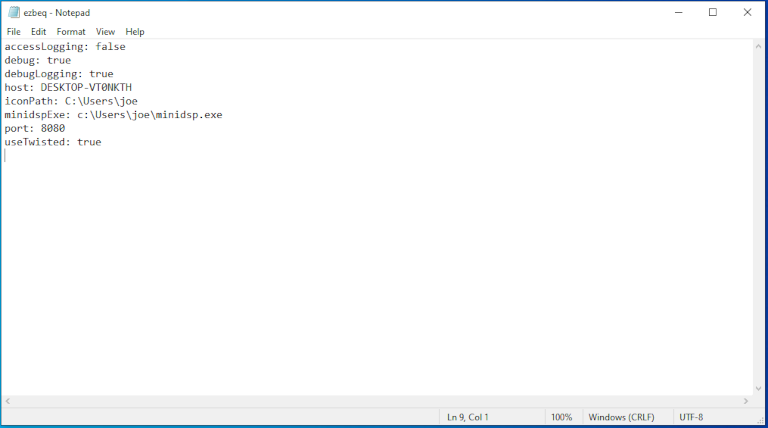 ezbeq - Notepad
File Edit Format View Help
accessLogging: false
debug: true
debugLogging: true
host: DESKTOP-VT0NKTH
iconPath: C:\Users\joe
minidspExe: c:\Users\joe\minidsp.exe
port: 8080
useTwisted: true
Ln 9, Col 1 100% Windows (CRLF) UTF-8